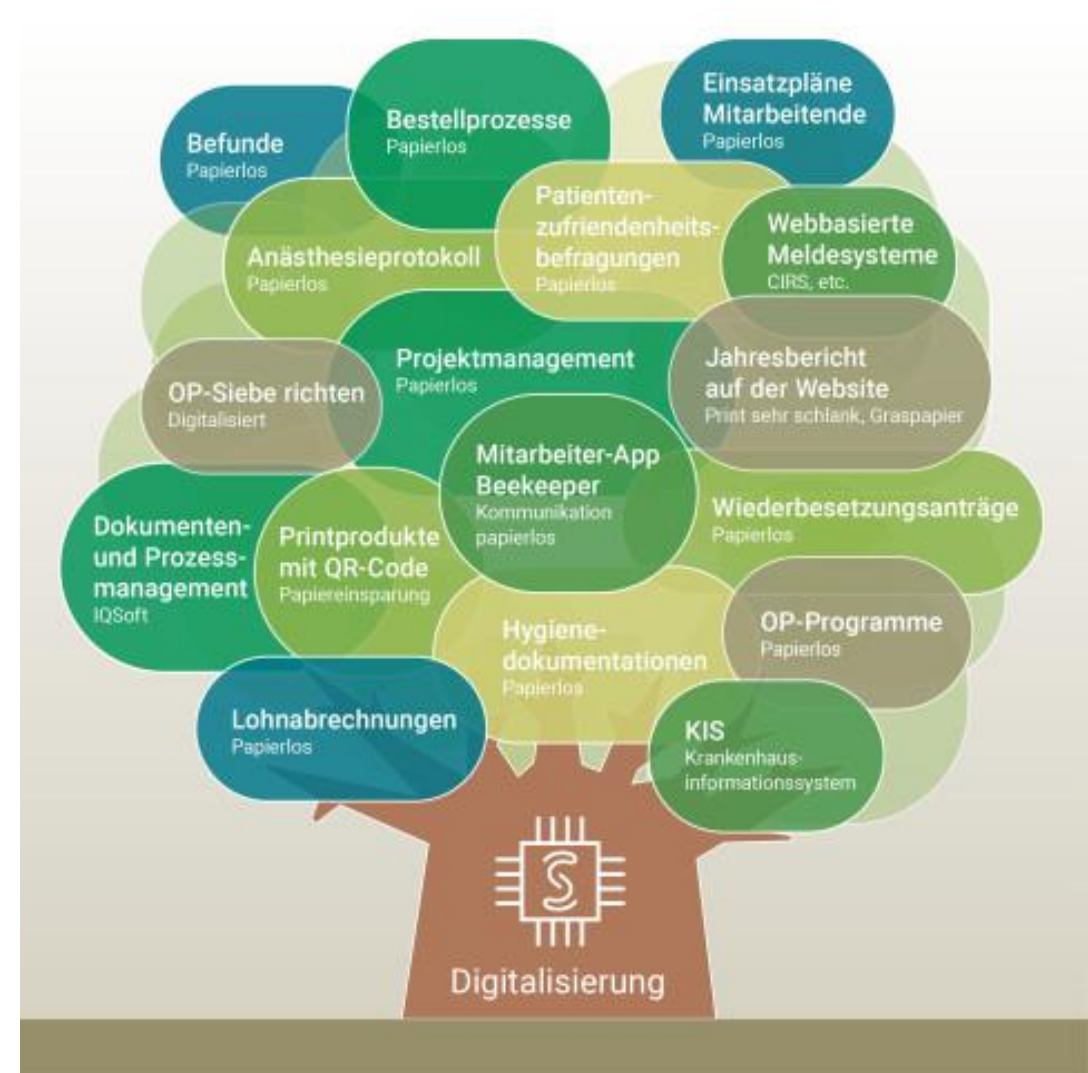 Befunde
Papierlos
Bestellprozesse
Papierlos
Einsatzpläne
Mitarbeitende
Papierlos
Anästhesieprotokoll
Papierlos
Patienten-
zufriendenheits-
befragungen
Papierlos
Webbasierte
Meldesysteme
CIRS, etc.
OP-Siebe richten
Digitalisiert
Projektmanagement
Papierlos
Jahresbericht
auf der Website
Print sehr schlank, Graspapier
Dokumenten-
und Prozess-
management
IQSoft
Printprodukte
mit QR-Code
Papiereinsparung
Mitarbeiter-App
Beekeeper
Kommunikation
papierlos
Wiederbesetzungsanträge
Papierlos
Hygiene-
dokumentationen
Papierlos
OP-Programme
Papierlos
Lohnabrechnungen
Papierlos
KIS
Krankenhaus-
informationssystem
S
Digitalisierung